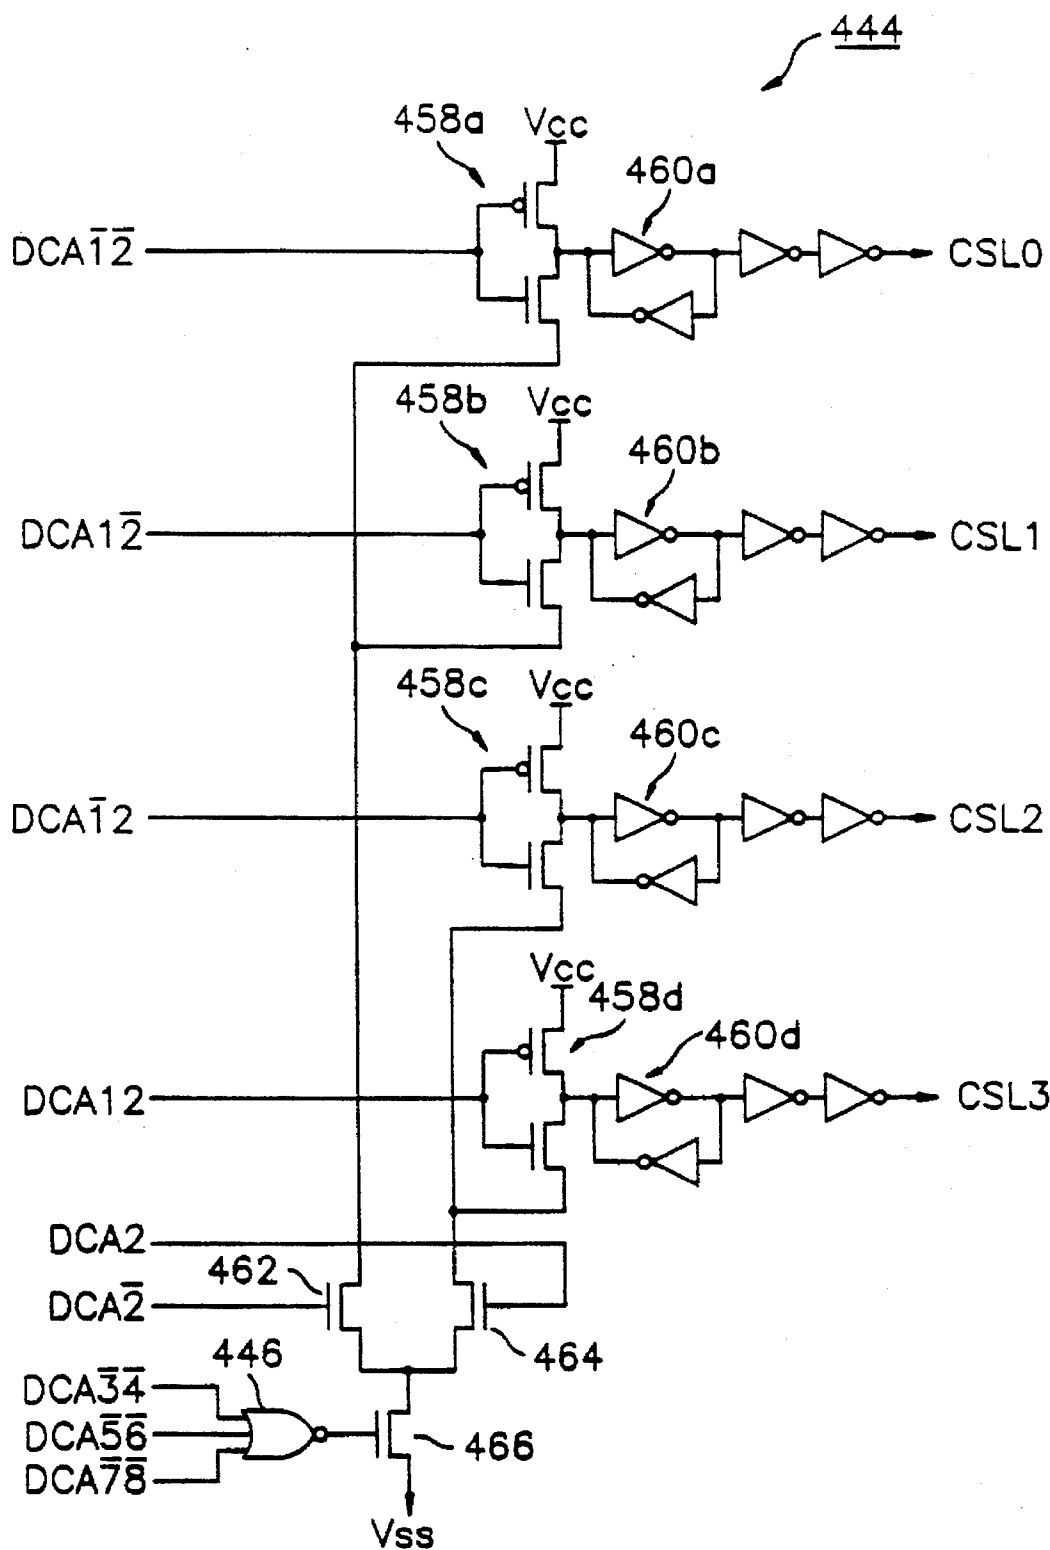 444
458a
Vcc
460a
DCA1̅2̅
CSL0
458b
Vcc
460b
DCA12̅
CSL1
458c
Vcc
460c
DCA1̅2
CSL2
Vcc
458d
460d
DCA12
CSL3
DCA2
462
DCA2̅
464
446
DCA3̅4̅
DCA5̅6̅
466
DCA7̅8̅
Vss